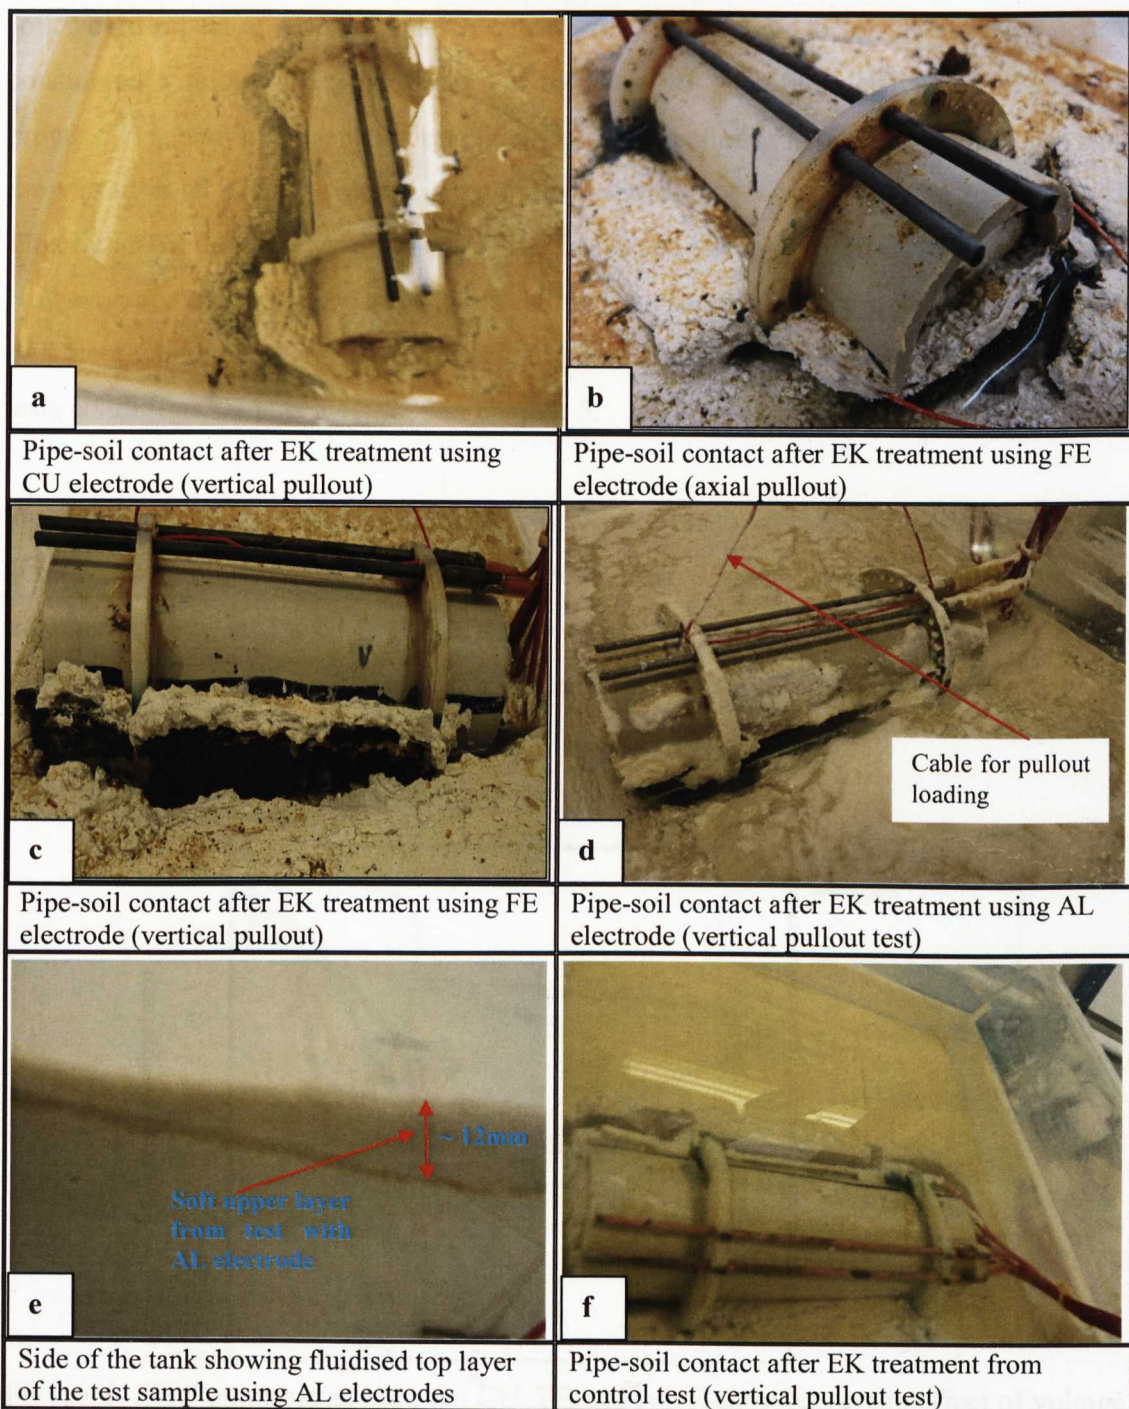 a
b
Pipe-soil contact after EK treatment using
CU electrode (vertical pullout)
Pipe-soil contact after EK treatment using FE
electrode (axial pullout)
c
Cable for pullout
loading
d
Pipe-soil contact after EK treatment using FE
electrode (vertical pullout)
Pipe-soil contact after EK treatment using AL
electrode (vertical pullout test)
~ 12mm
Soft upper layer
from test with
AL electrode
e
f
Side of the tank showing fluidised top layer
of the test sample using AL electrodes
Pipe-soil contact after EK treatment from
control test (vertical pullout test)